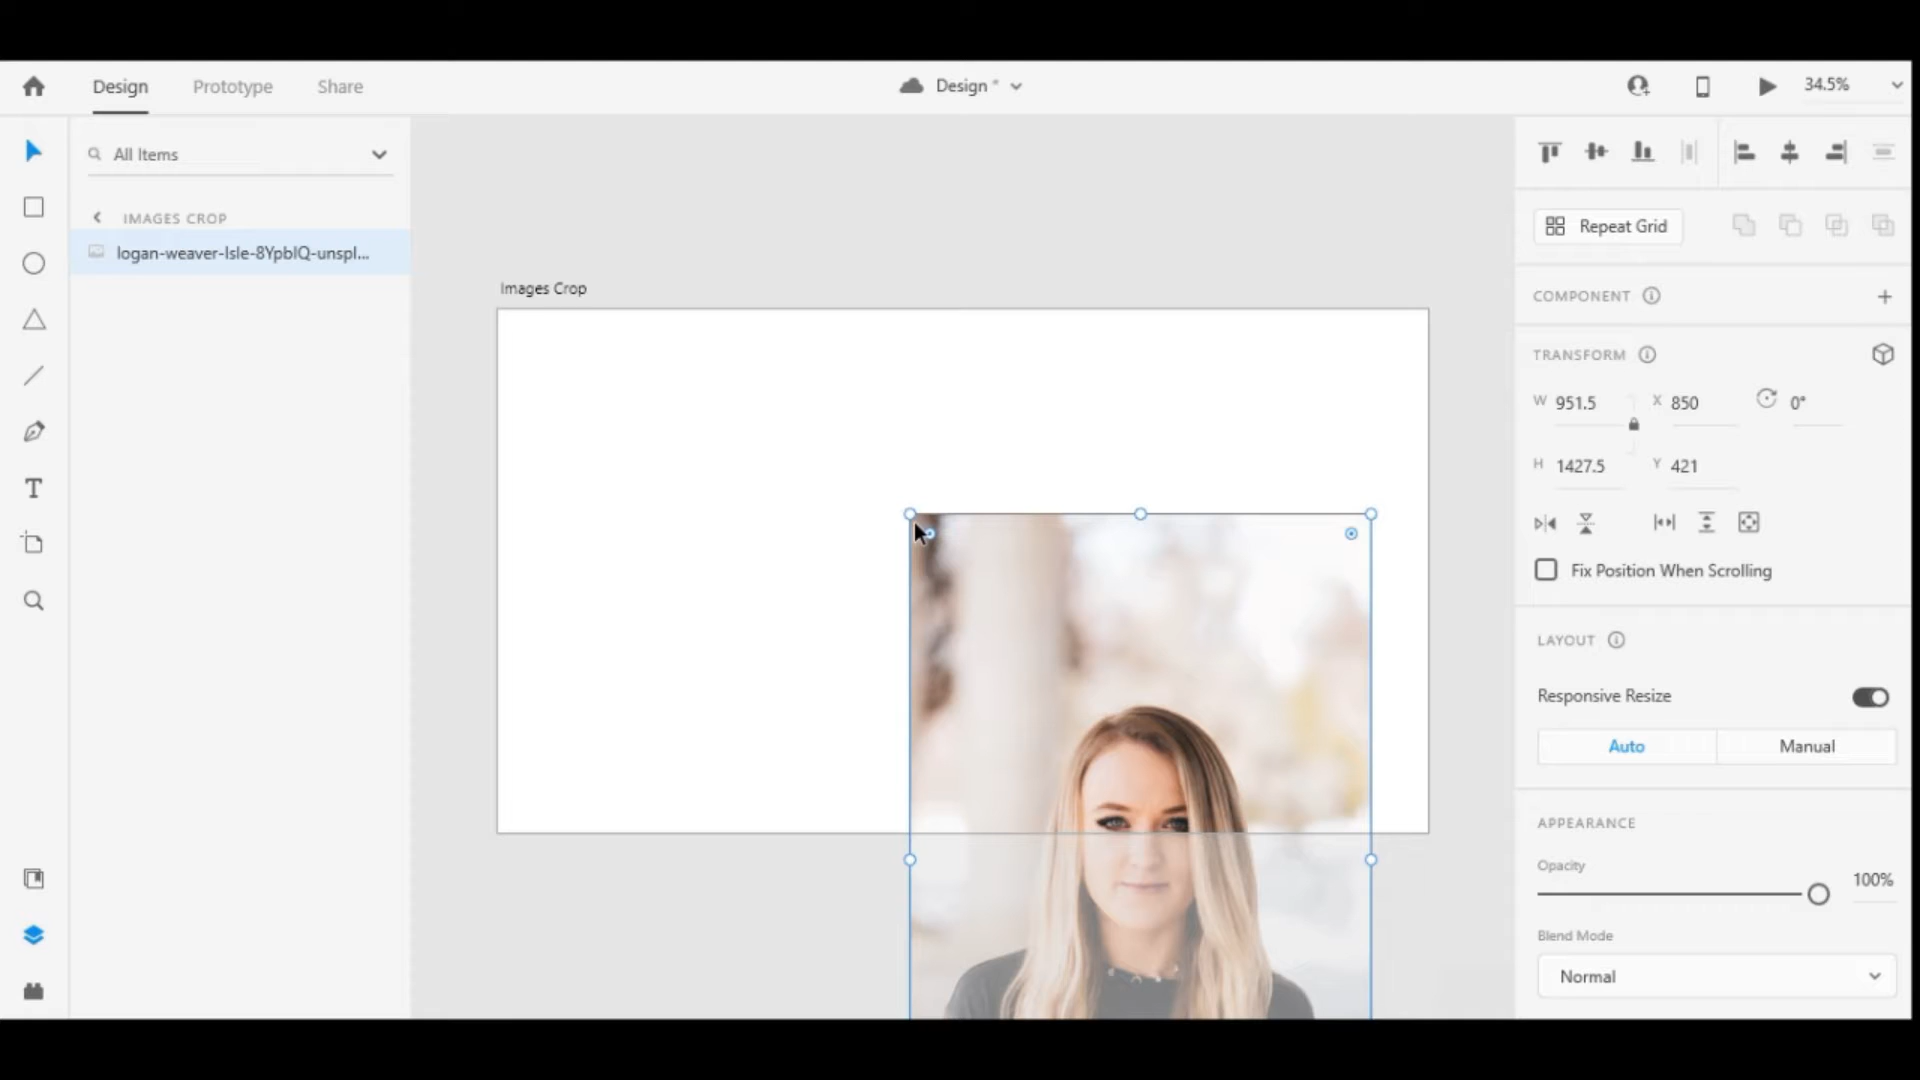 Design
Prototype
Share
Design *
34.5%
All Items
IMAGES CROP
logan-weaver-lsle-8YpblQ-unspl...
Images Crop
Repeat Grid
COMPONENT
TRANSFORM
W 951.5
X 850
0°
H 1427.5
Y 421
Fix Position When Scrolling
LAYOUT
Responsive Resize
Auto
Manual
APPEARANCE
Opacity
100%
Blend Mode
Normal